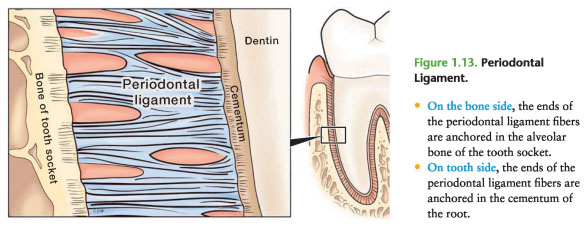 Dentin
Periodontal
ligament
Cementum
Bone of tooth socket
Figure 1.13. Periodontal
Ligament.
• On the bone side, the ends of
the periodontal ligament fibers
are anchored in the alveolar
bone of the tooth socket.
• On tooth side, the ends of the
periodontal ligament fibers are
anchored in the cementum of
the root.